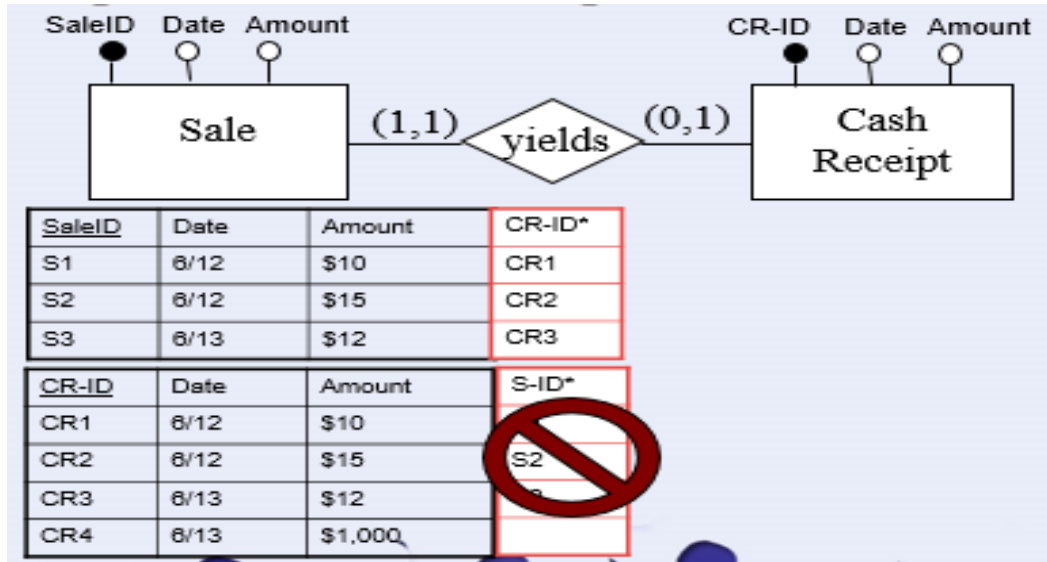 SaleID Date Amount CR-ID Date Amount
Sale (1,1) yields (0,1) Cash Receipt
SaleID Date Amount CR-ID*
S1 6/12 $10 CR1
S2 6/12 $15 CR2
S3 6/13 $12 CR3
CR-ID Date Amount S-ID*
CR1 6/12 $10
CR2 6/12 $15 S2
CR3 6/13 $12
CR4 6/13 $1,000